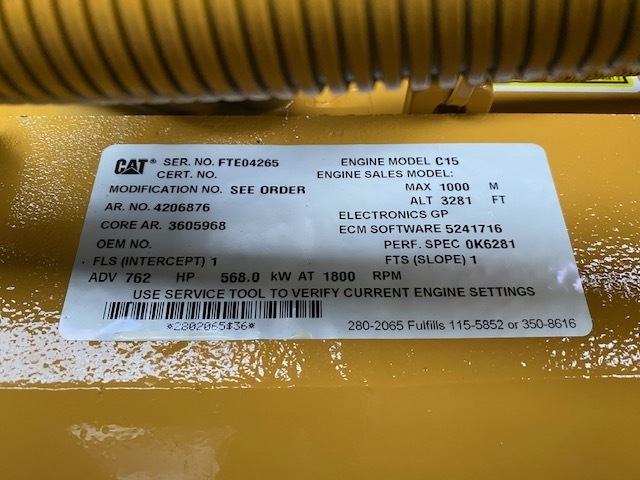 CAT® SER. NO. FTE04265 ENGINE MODEL C15
CERT. NO. ENGINE SALES MODEL:
MODIFICATION NO. SEE ORDER MAX 1000 M
AR. NO. 4206876 ALT 3281 FT
CORE AR. 3605968 ELECTRONICS GP
ECM SOFTWARE 5241716
OEM NO. PERF. SPEC 0K6281
FLS (INTERCEPT) 1 FTS (SLOPE) 1
ADV 762 HP 568.0 kW AT 1800 RPM
USE SERVICE TOOL TO VERIFY CURRENT ENGINE SETTINGS
*2802065$36*
280-2065 Fulfills 115-5852 or 350-8616